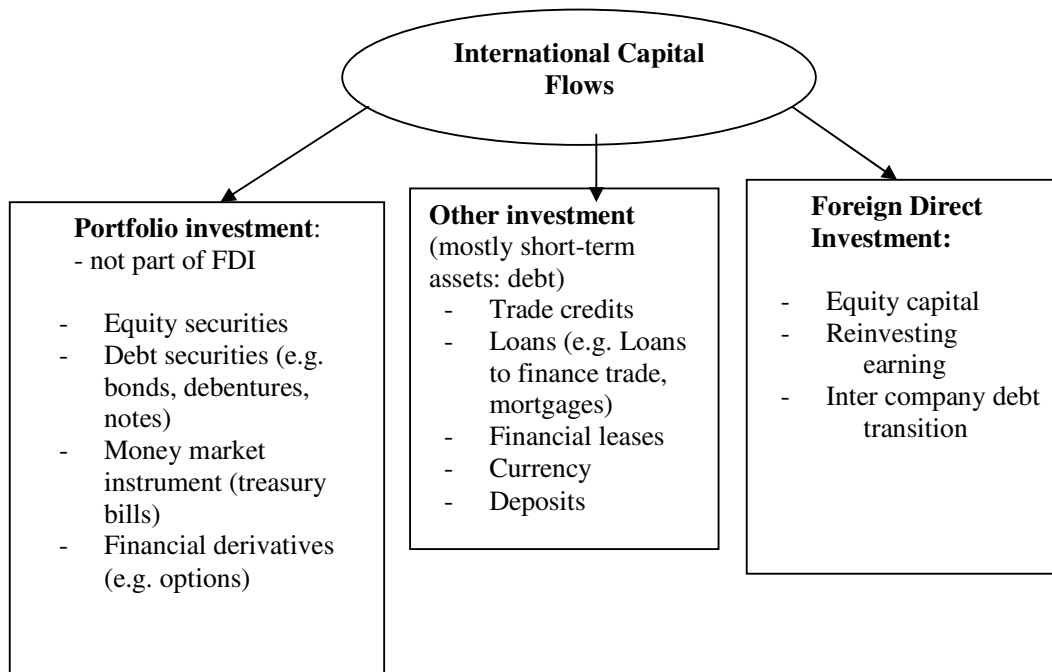 International Capital
Flows
Portfolio investment:
- not part of FDI
- Equity securities
- Debt securities (e.g.
bonds, debentures,
notes)
- Money market
instrument (treasury
bills)
- Financial derivatives
(e.g. options)
Other investment
(mostly short-term
assets: debt)
- Trade credits
- Loans (e.g. Loans
to finance trade,
mortgages)
- Financial leases
- Currency
- Deposits
Foreign Direct
Investment:
- Equity capital
- Reinvesting
earning
- Inter company debt
transition